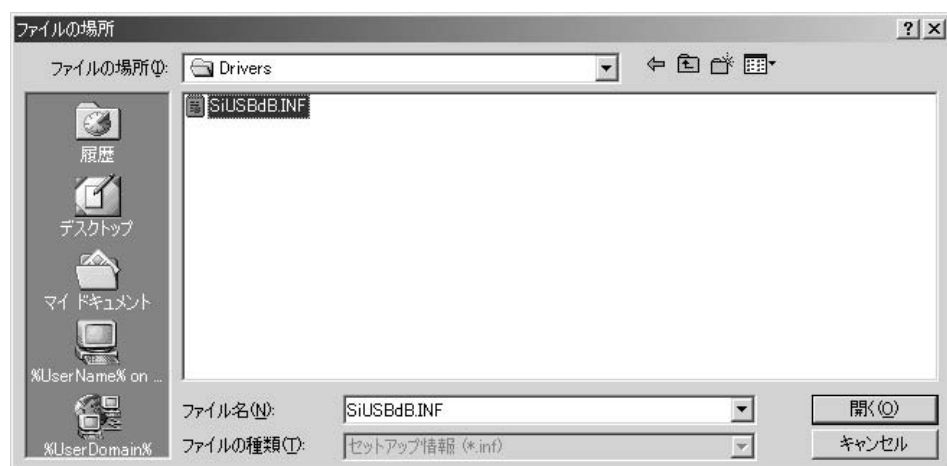 ファイルの場所
ファイルの場所(I):
Drivers
SiUSBdB.INF
履歴
デスクトップ
マイ ドキュメント
%UserName% on ...
%UserDomain%
ファイル名(N):
SiUSBdB.INF
開く(O)
ファイルの種類(T):
セットアップ情報 (*.inf)
キャンセル